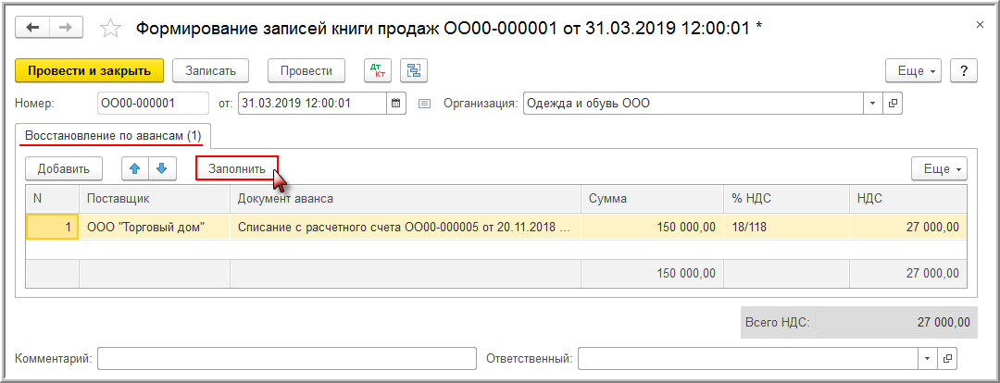 Формирование записей книги продаж ОО00-000001 от 31.03.2019 12:00:01 *
Провести и закрыть Записать Провести Дт Кт Еще ?
Номер: ОО00-000001 от: 31.03.2019 12:00:01 Организация: Одежда и обувь ООО
Восстановление по авансам (1)
Добавить Заполнить Еще
N Поставщик Документ аванса Сумма % НДС НДС
1 ООО "Торговый дом" Списание с расчетного счета ОО00-000005 от 20.11.2018 ... 150 000,00 18/118 27 000,00
150 000,00 27 000,00
Всего НДС: 27 000,00
Комментарий: Ответственный: